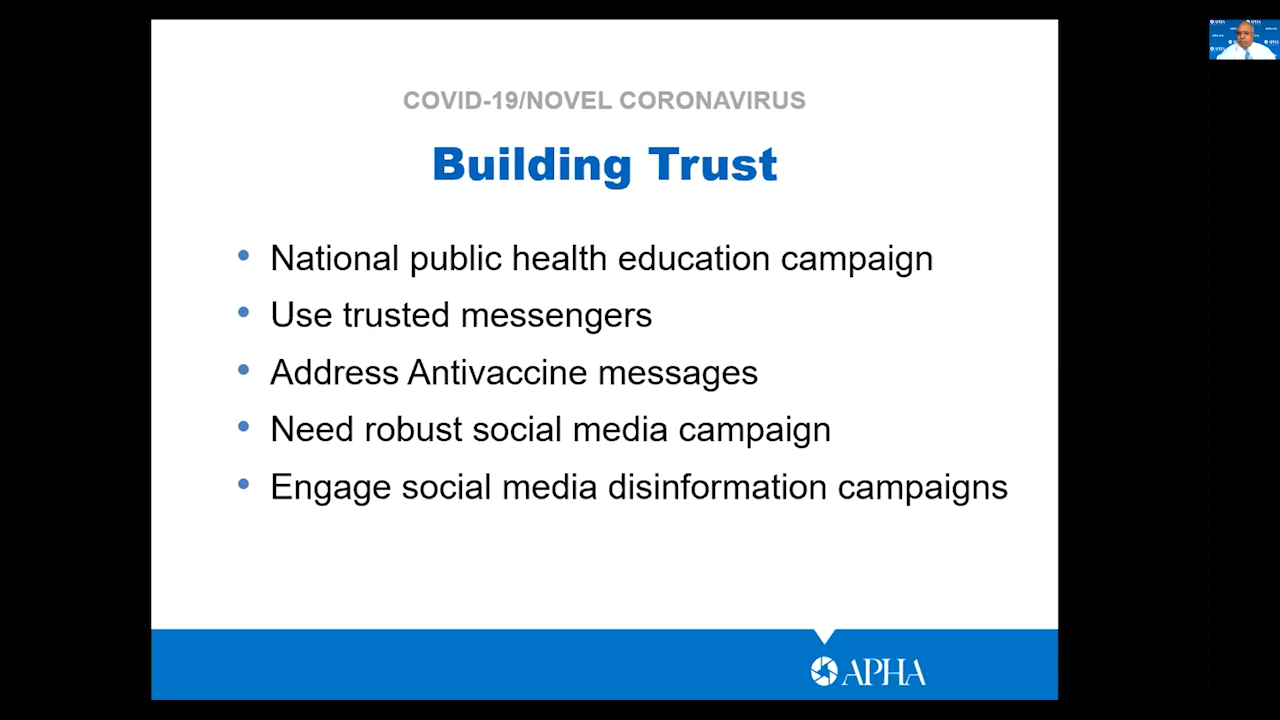 COVID-19/NOVEL CORONAVIRUS
Building Trust
• National public health education campaign
• Use trusted messengers
• Address Antivaccine messages
• Need robust social media campaign
• Engage social media disinformation campaigns
APHA